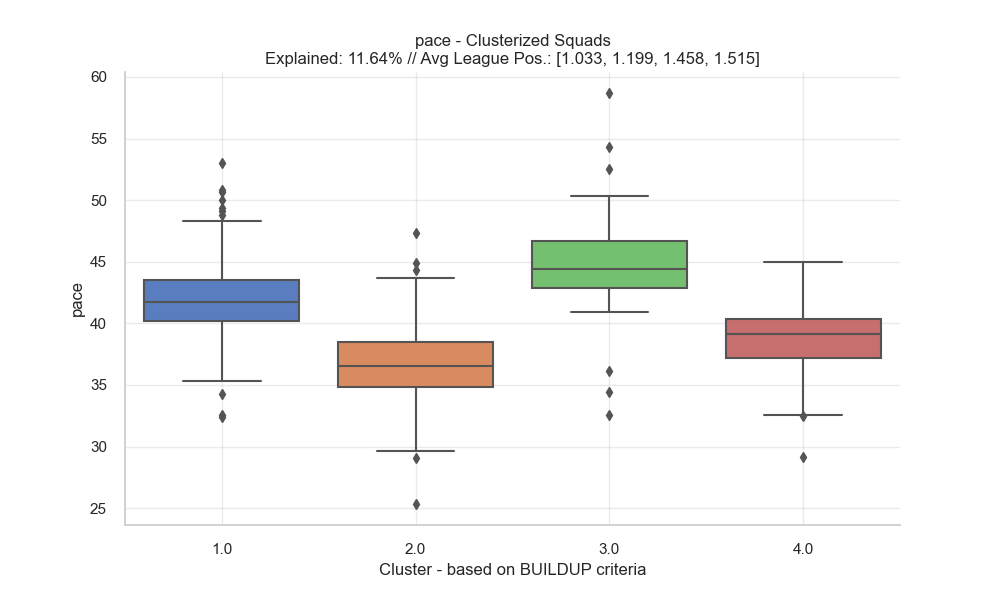 pace - Clusterized Squads
Explained: 11.64% // Avg League Pos.: [1.033, 1.199, 1.458, 1.515]
60
55
50
45
40
35
30
25
pace
1.0 2.0 3.0 4.0
Cluster - based on BUILDUP criteria